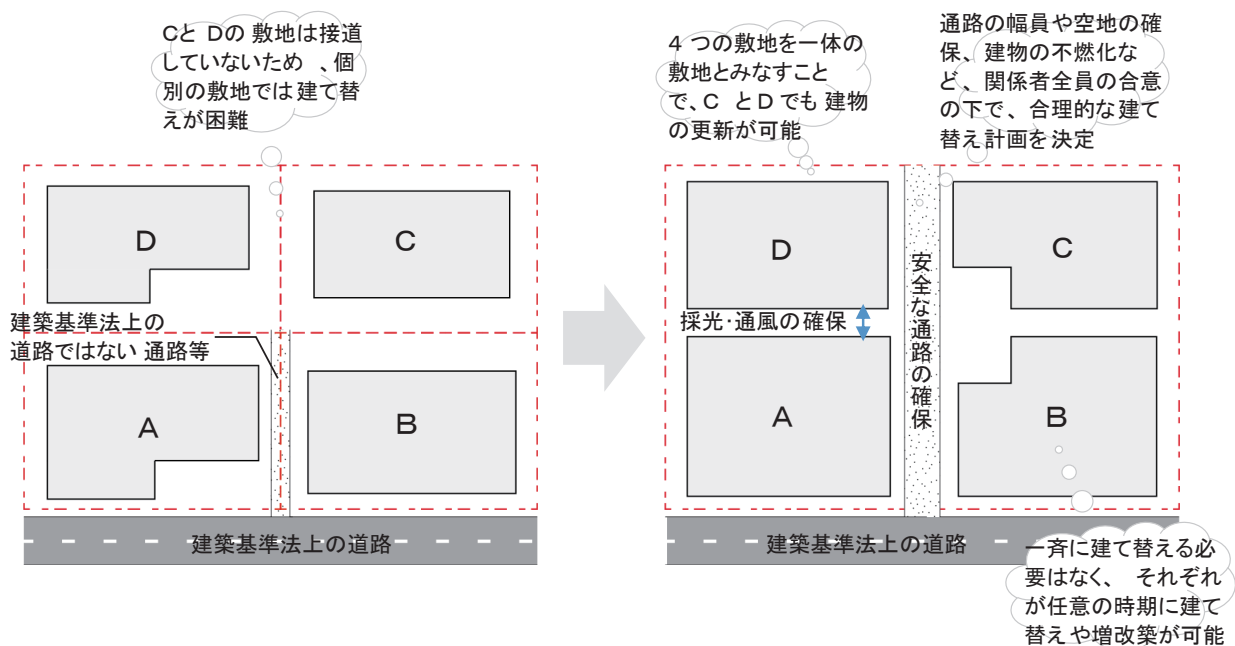 CとDの敷地は接道
していないため、個
別の敷地では建て替
えが困難
D
C
建築基準法上の
道路ではない通路等
A
B
建築基準法上の道路
4つの敷地を一体の
敷地とみなすこと
で、CとDでも建物
の更新が可能
通路の幅員や空地の確
保、建物の不燃化な
ど、関係者全員の合意
の下で、合理的な建て
替え計画を決定
D
C
採光・通風の確保
安全な通路の確保
A
B
建築基準法上の道路
一斉に建て替える必
要はなく、それぞれ
が任意の時期に建て
替えや増改築が可能